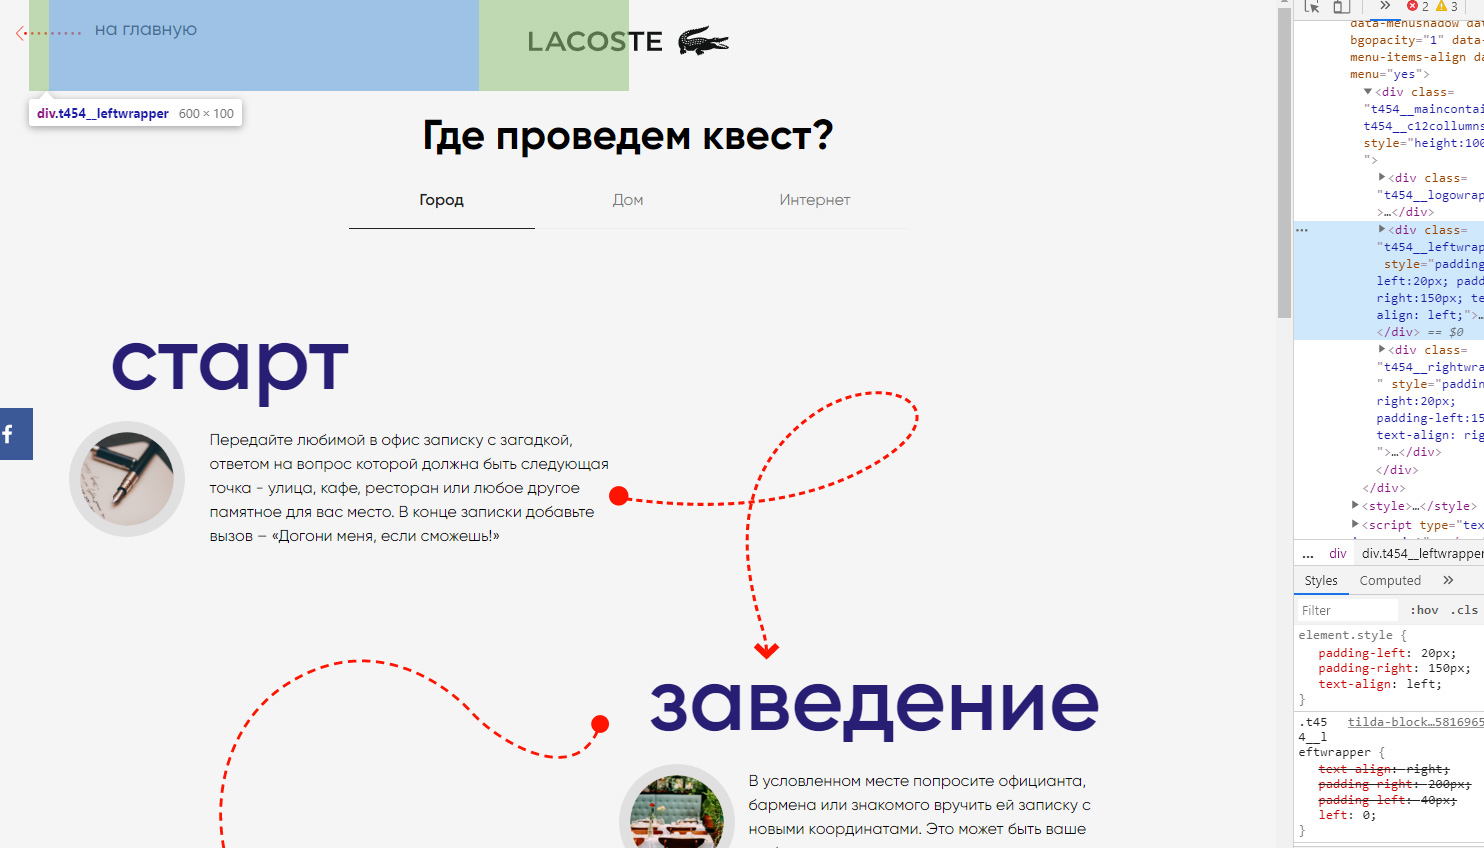 на главную
LACOSTE
div.t454__leftwrapper 600 × 100
Где проведем квест?
Город
Дом
Интернет
старт
Передайте любимой в офис записку с загадкой,
ответом на вопрос которой должна быть следующая
точка - улица, кафе, ресторан или любое другое
памятное для вас место. В конце записки добавьте
вызов – «Догони меня, если сможешь!»
f
заведение
В условленном месте попросите официанта,
бармена или знакомого вручить ей записку с
новыми координатами. Это может быть ваше
2 3
data-menushadow dat
bgopacity="1" data-
menu-items-align da
menu="yes">
<div class=
"t454__maincontai
t454__c12collumns
style="height:100
">
<div class=
"t454__logowrap
>…</div>
<div class=
"t454__leftwrap
style="padding
left:20px; padd
right:150px; te
align: left;">…
</div> == $0
<div class=
"t454__rightwra
" style="paddin
right:20px;
padding-left:15
text-align: rig
">…</div>
</div>
</div>
<style>…</style>
<script type="tex
... div div.t454__leftwrapper
Styles Computed
Filter :hov .cls
element.style {
padding-left: 20px;
padding-right: 150px;
text-align: left;
}
.t45 tilda-block…5816965
4__l
eftwrapper {
text-align: right;
padding-right: 200px;
padding-left: 40px;
left: 0;
}